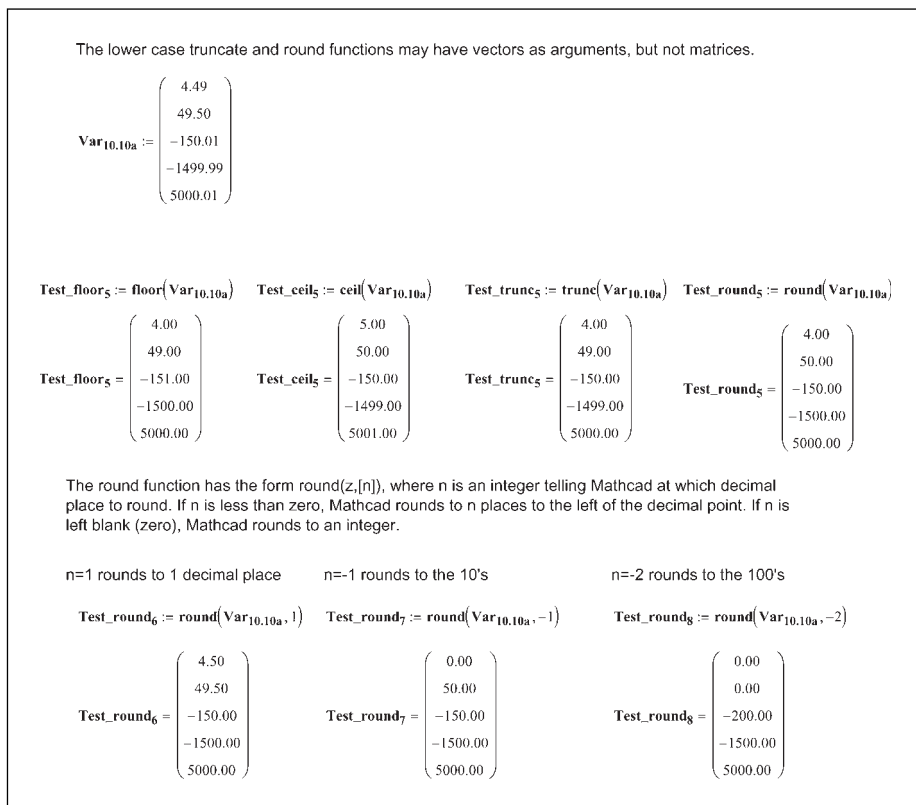 The lower case truncate and round functions may have vectors as arguments, but not matrices.
Var10.10a :=
4.49
49.50
−150.01
−1499.99
5000.01
Test_floor5 := floor(Var10.10a) Test_ceil5 := ceil(Var10.10a) Test_trunc5 := trunc(Var10.10a) Test_round5 := round(Var10.10a)
Test_floor5 =
4.00
49.00
−151.00
−1500.00
5000.00
Test_ceil5 =
5.00
50.00
−150.00
−1499.00
5001.00
Test_trunc5 =
4.00
49.00
−150.00
−1499.00
5000.00
Test_round5 =
4.00
50.00
−150.00
−1500.00
5000.00
The round function has the form round(z,[n]), where n is an integer telling Mathcad at which decimal
place to round. If n is less than zero, Mathcad rounds to n places to the left of the decimal point. If n is
left blank (zero), Mathcad rounds to an integer.
n=1 rounds to 1 decimal place n=-1 rounds to the 10's n=-2 rounds to the 100's
Test_round6 := round(Var10.10a, 1) Test_round7 := round(Var10.10a, −1) Test_round8 := round(Var10.10a, −2)
Test_round6 =
4.50
49.50
−150.00
−1500.00
5000.00
Test_round7 =
0.00
50.00
−150.00
−1500.00
5000.00
Test_round8 =
0.00
0.00
−200.00
−1500.00
5000.00